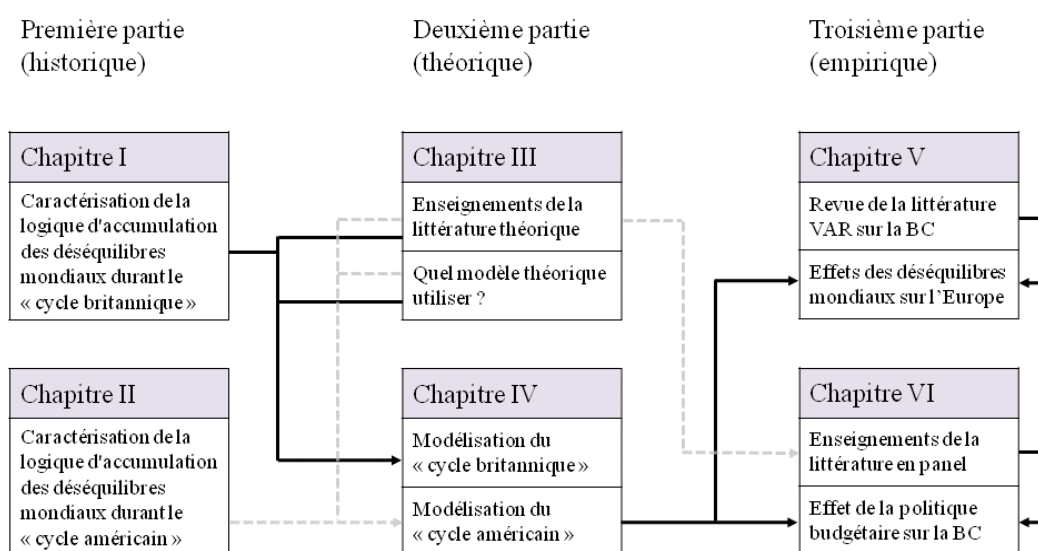 Première partie
(historique)
Deuxième partie
(théorique)
Troisième partie
(empirique)
Chapitre I
Caractérisation de la
logique d'accumulation
des déséquilibres
mondiaux durant le
« cycle britannique »
Chapitre II
Caractérisation de la
logique d'accumulation
des déséquilibres
mondiaux durant le
« cycle américain »
Chapitre III
Enseignements de la
littérature théorique
Quel modèle théorique
utiliser ?
Chapitre IV
Modélisation du
« cycle britannique »
Modélisation du
« cycle américain »
Chapitre V
Revue de la littérature
VAR sur la BC
Effets des déséquilibres
mondiaux sur l'Europe
Chapitre VI
Enseignements de la
littérature en panel
Effet de la politique
budgétaire sur la BC